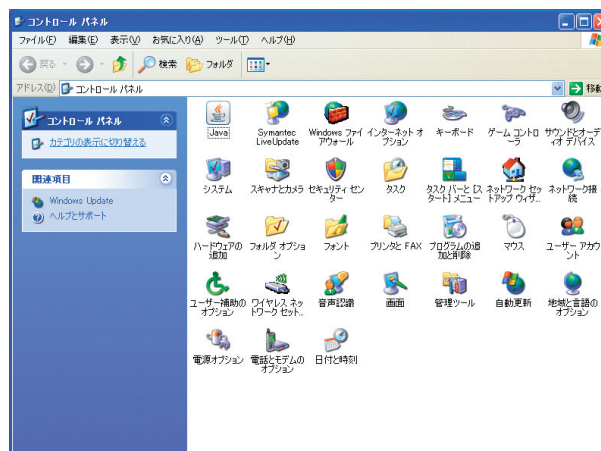 コントロール パネル
ファイル(F) 編集(E) 表示(V) お気に入り(A) ツール(T) ヘルプ(H)
戻る 検索 フォルダ
アドレス(D) コントロール パネル 移動
コントロール パネル
カテゴリの表示に切り替える
関連項目
Windows Update
ヘルプとサポート
Java
Symantec
LiveUpdate
Windows ファイ
アウォール
インターネット オ
プション
キーボード
ゲーム コントロ
ーラ
サウンドとオーデ
ィオ デバイス
システム
スキャナとカメラ
セキュリティ セン
ター
タスク
タスク バーと [ス
タート] メニュー
ネットワーク セッ
トアップ ウィザ...
ネットワーク接
続
ハードウェアの
追加
フォルダ オプショ
ン
フォント
プリンタと FAX
プログラムの追
加と削除
マウス
ユーザー アカウ
ント
ユーザー補助の
オプション
ワイヤレス ネッ
トワーク セット...
音声認識
画面
管理ツール
自動更新
地域と言語の
オプション
電源オプション
電話とモデムの
オプション
日付と時刻